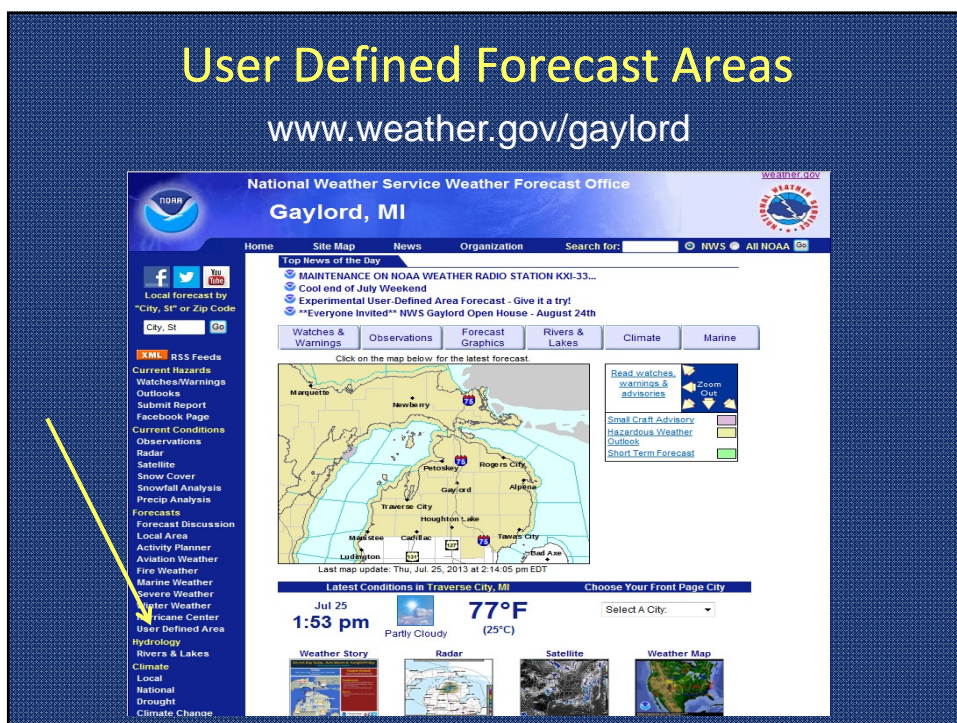 User Defined Forecast Areas
www.weather.gov/gaylord
weather.gov
National Weather Service Weather Forecast Office
NOAA
Gaylord, MI
Home Site Map News Organization Search for: NWS All NOAA Go
Top News of the Day
MAINTENANCE ON NOAA WEATHER RADIO STATION KXI-33...
Cool end of July Weekend
Experimental User-Defined Area Forecast - Give it a try!
**Everyone Invited** NWS Gaylord Open House - August 24th
Local forecast by
"City, St" or Zip Code
City, St Go
XML RSS Feeds
Current Hazards
Watches/Warnings
Outlooks
Submit Report
Facebook Page
Current Conditions
Observations
Radar
Satellite
Snow Cover
Snowfall Analysis
Precip Analysis
Forecasts
Forecast Discussion
Local Area
Activity Planner
Aviation Weather
Fire Weather
Marine Weather
Severe Weather
Winter Weather
Hurricane Center
User Defined Area
Hydrology
Rivers & Lakes
Climate
Local
National
Drought
Climate Change
Watches & Warnings
Observations
Forecast Graphics
Rivers & Lakes
Climate
Marine
Click on the map below for the latest forecast.
Marquette
Newberry
75
Petoskey
75
Rogers City
Gaylord
Alpena
Traverse City
Houghton Lake
Manistee
Cadillac
127
75
Tawas City
Ludington
131
Bad Axe
Read watches,
warnings &
advisories
Zoom
Out
Small Craft Advisory
Hazardous Weather
Outlook
Short Term Forecast
Last map update: Thu, Jul. 25, 2013 at 2:14:05 pm EDT
Latest Conditions in Traverse City, MI
Choose Your Front Page City
Jul 25
1:53 pm
Partly Cloudy
77°F
(25°C)
Select A City:
Weather Story
Radar
Satellite
Weather Map